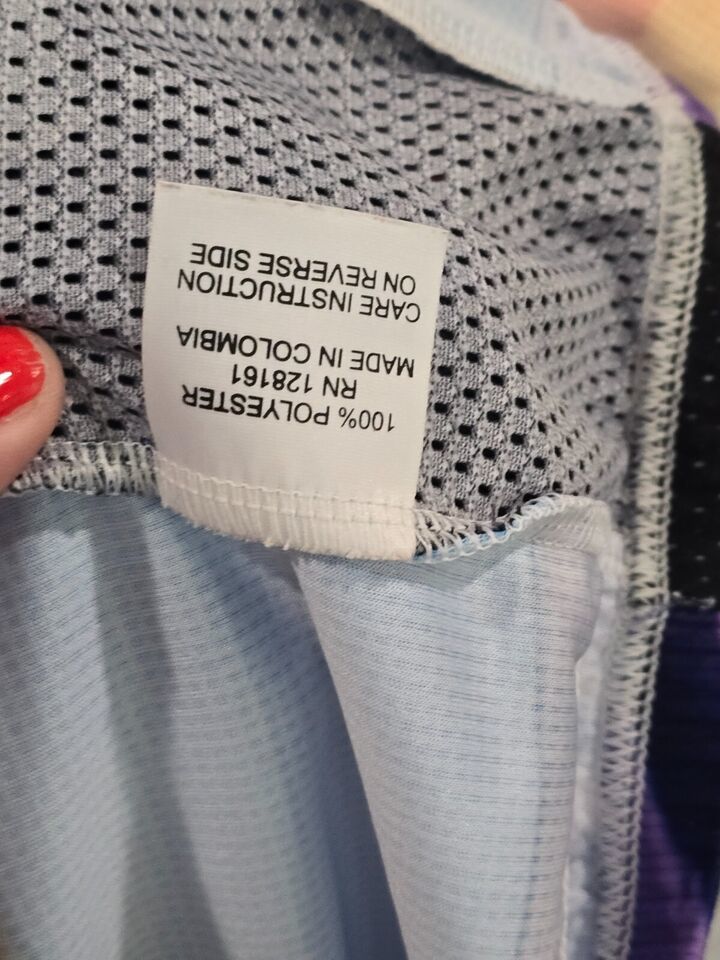 100% POLYESTER
RN 128161
MADE IN COLOMBIA
CARE INSTRUCTION
ON REVERSE SIDE